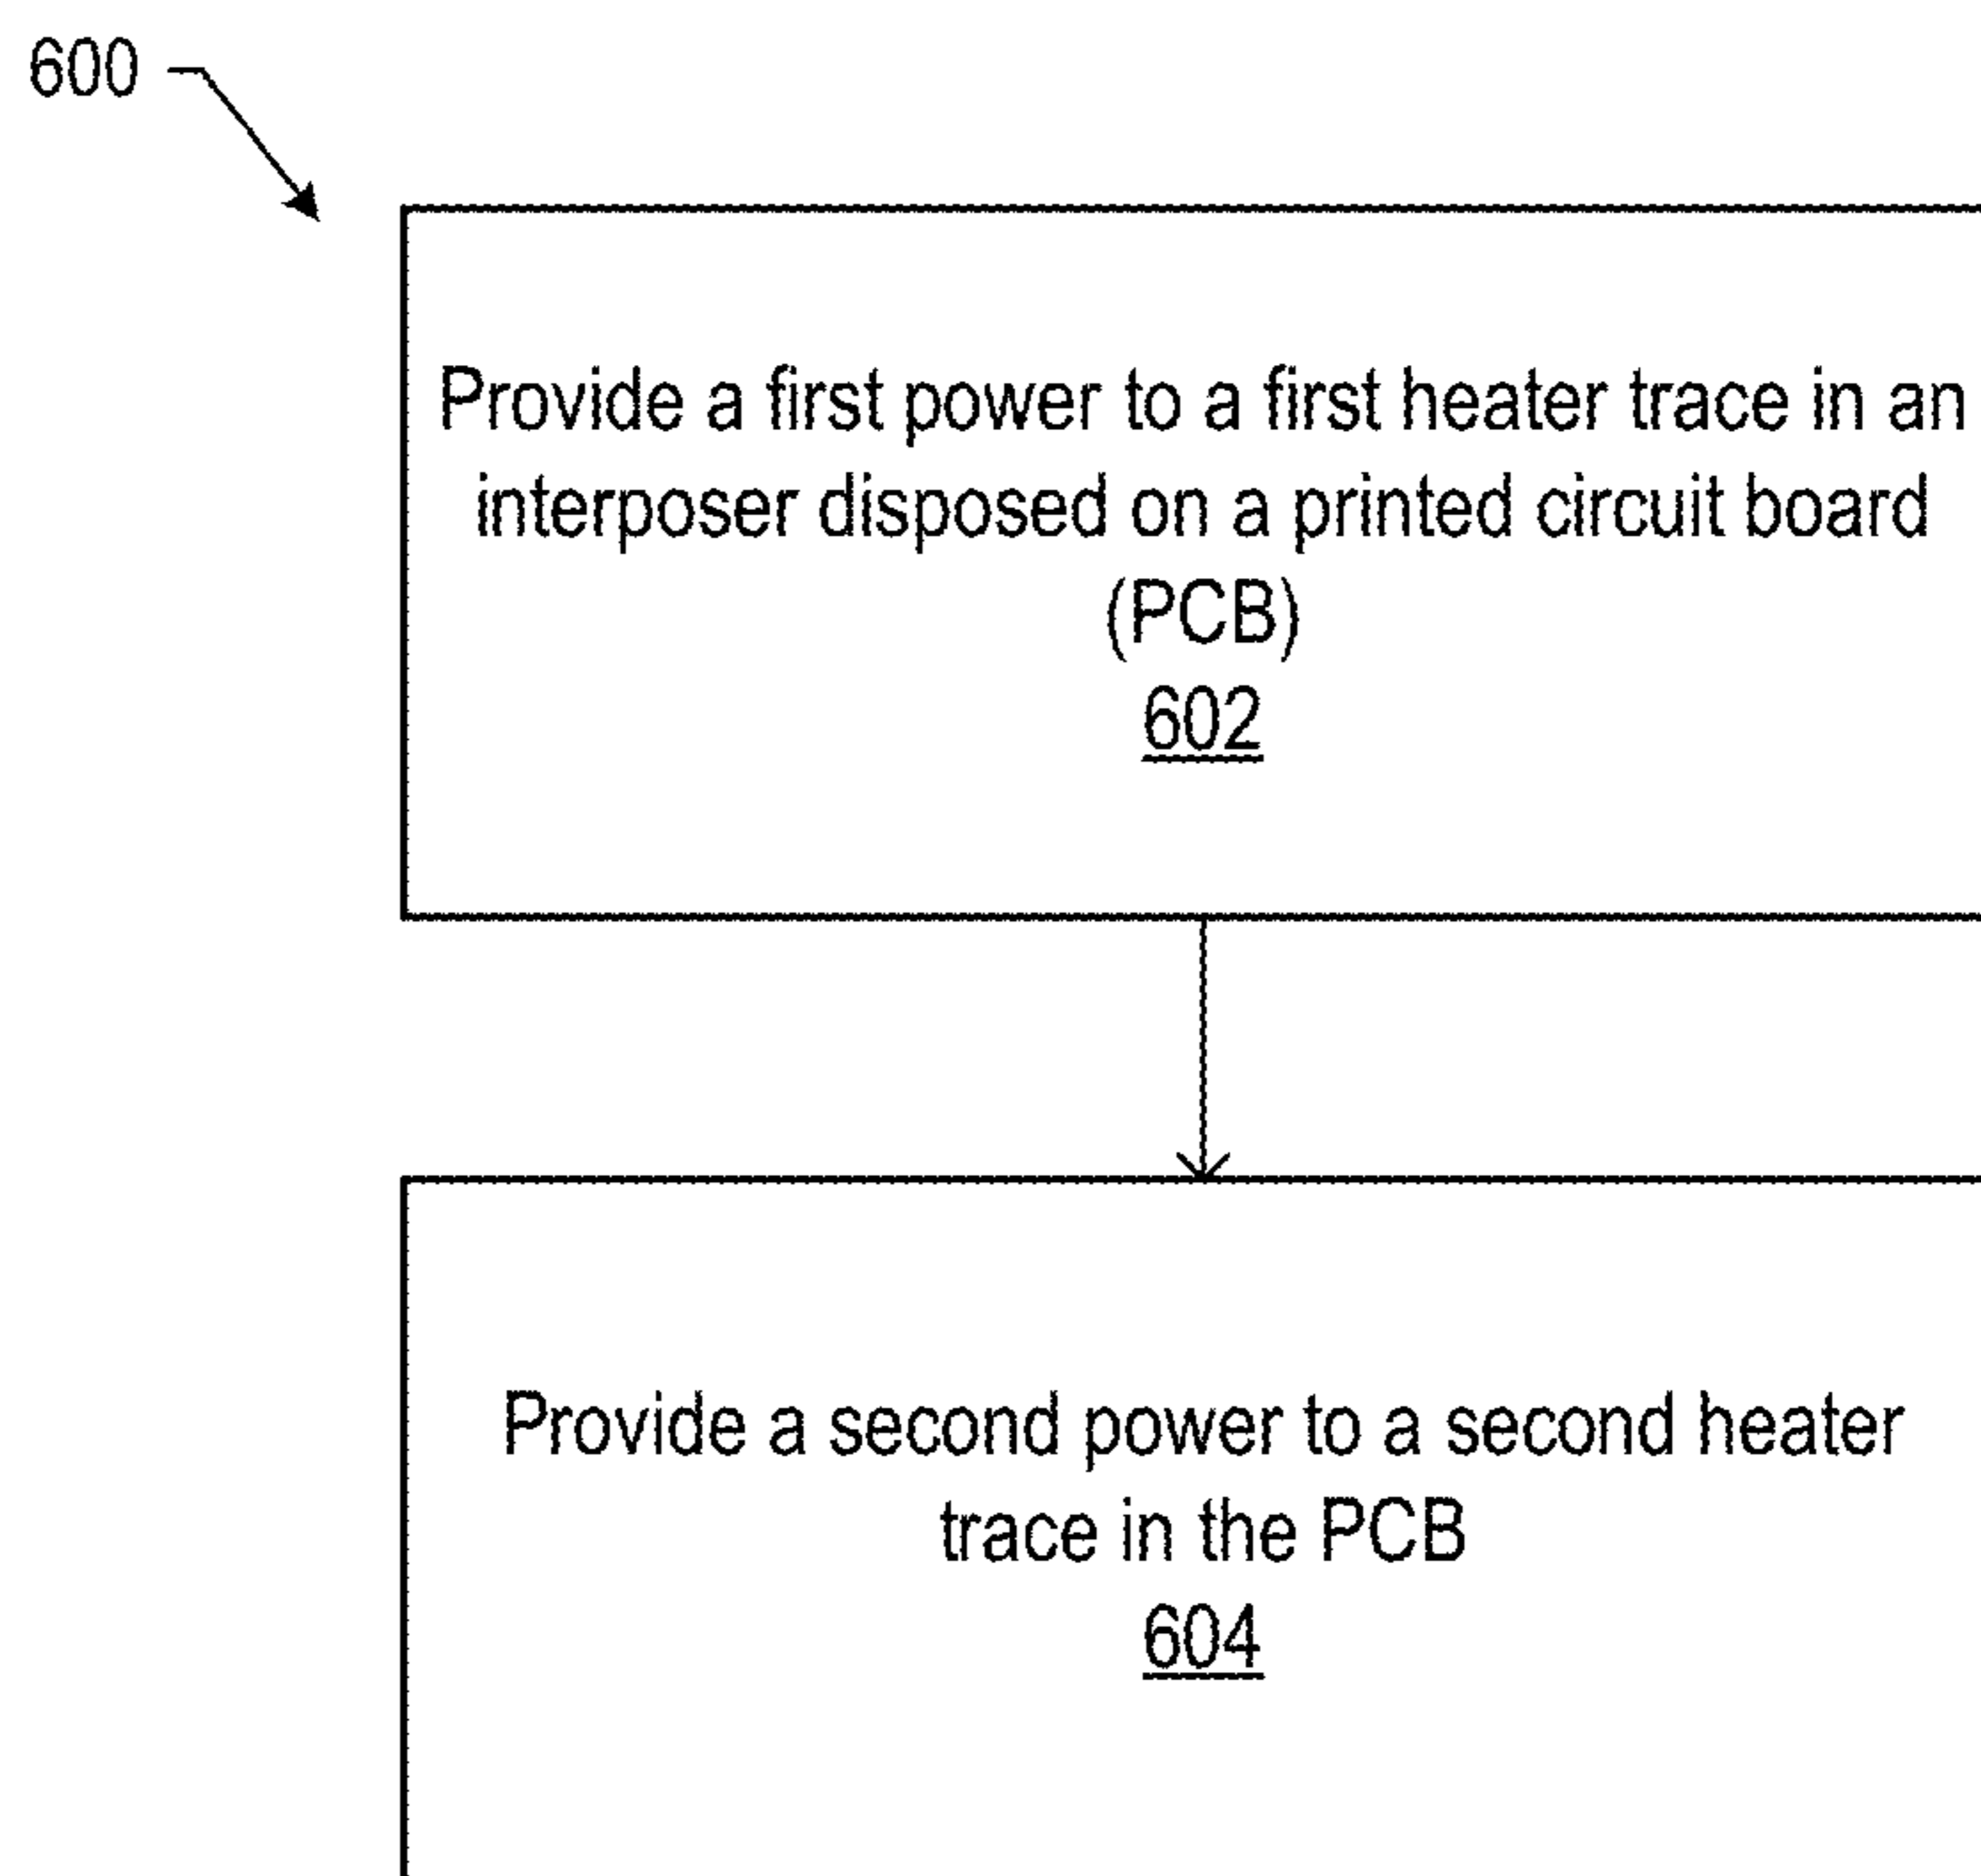 600
Provide a first power to a first heater trace in an
interposer disposed on a printed circuit board
(PCB)
602
Provide a second power to a second heater
trace in the PCB
604